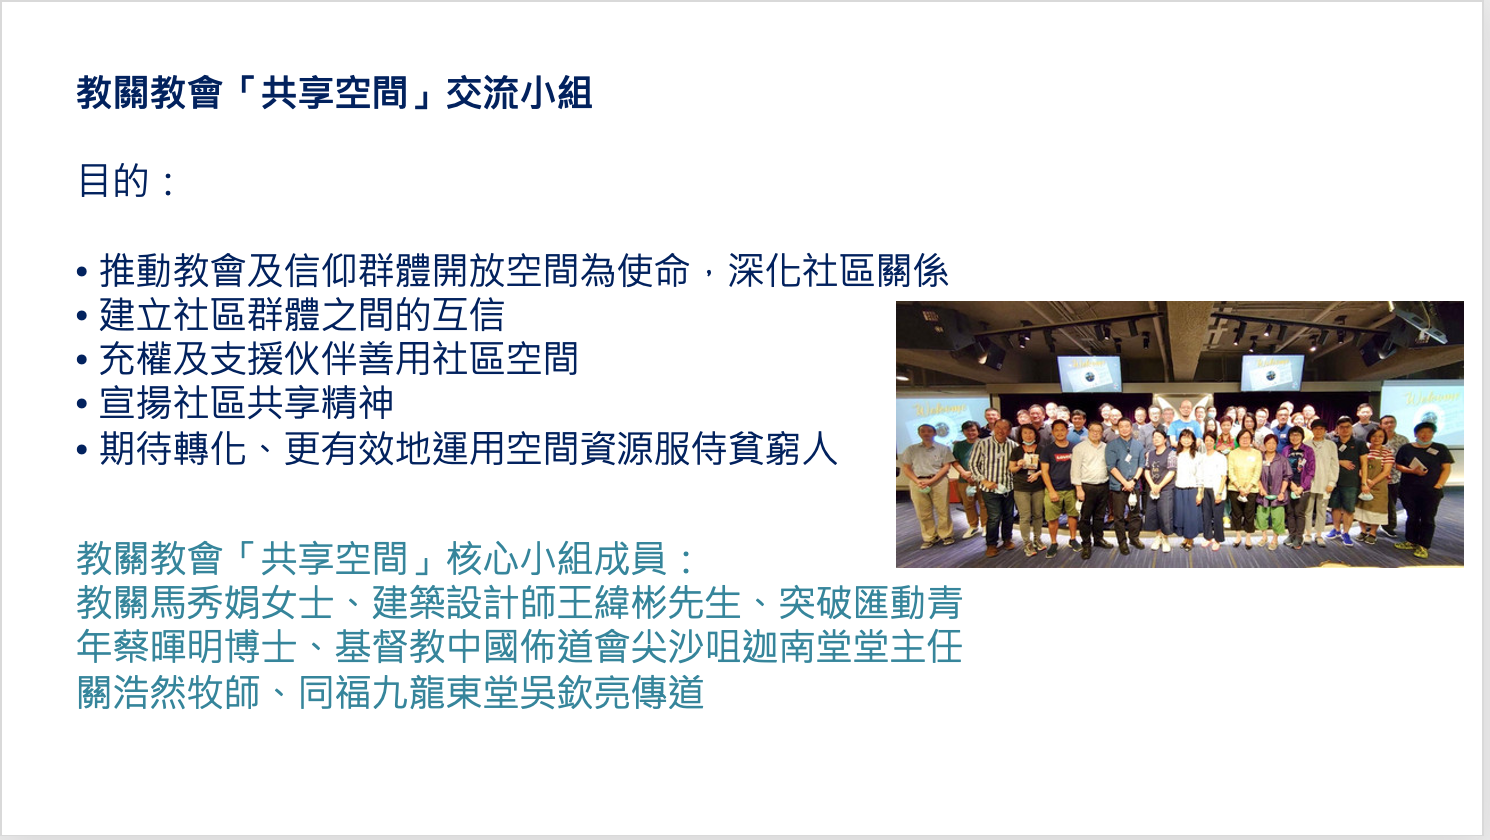 教關教會「共享空間」交流小組
目的：
• 推動教會及信仰群體開放空間為使命，深化社區關係
• 建立社區群體之間的互信
• 充權及支援伙伴善用社區空間
• 宣揚社區共享精神
• 期待轉化、更有效地運用空間資源服侍貧窮人
Welcome
教關教會「共享空間」核心小組成員：
教關馬秀娟女士、建築設計師王緯彬先生、突破匯動青
年蔡暉明博士、基督教中國佈道會尖沙咀迦南堂堂主任
關浩然牧師、同福九龍東堂吳欽亮傳道